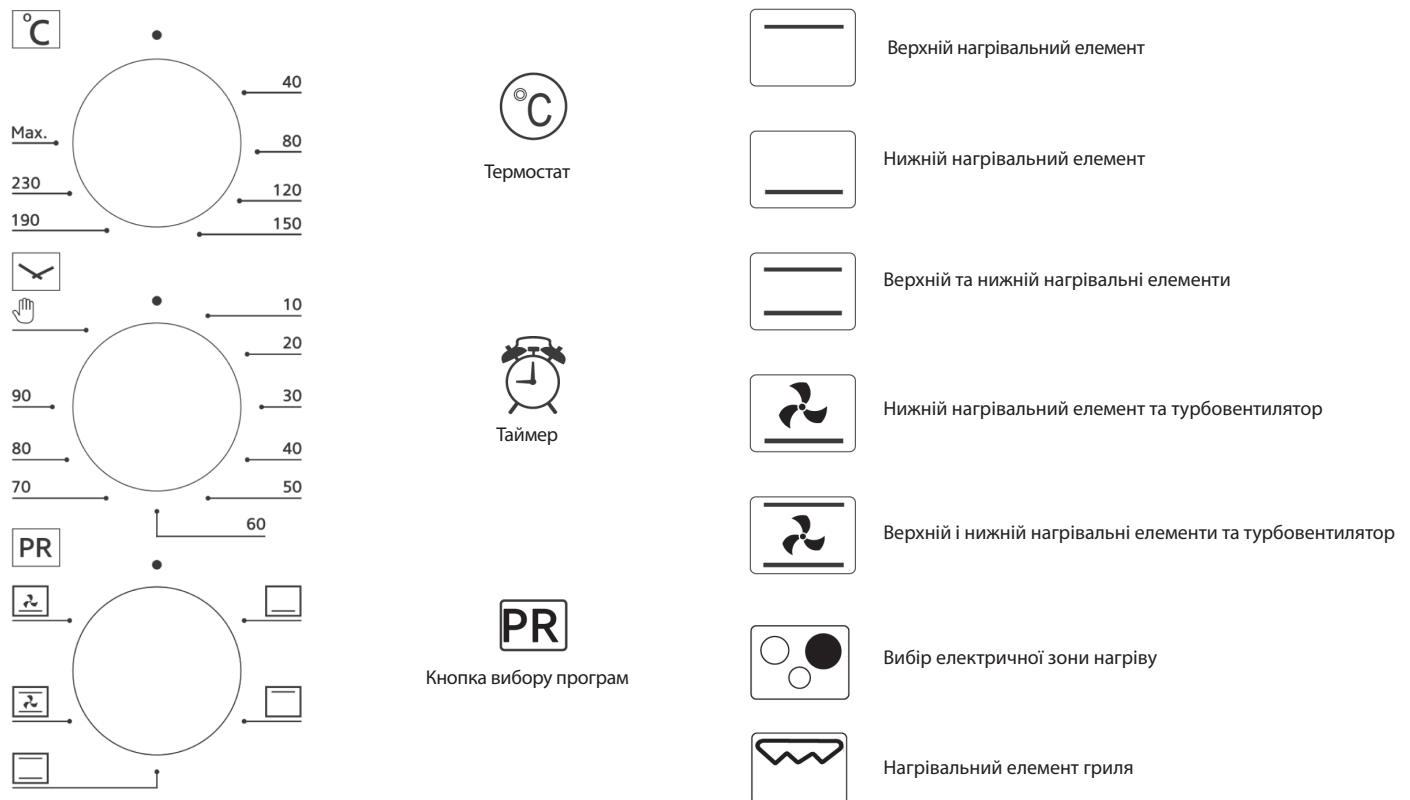 °C
40
Max.
80
230
120
190
150
10
20
90
30
80
40
70
50
60
PR
°C
Термостат
Таймер
PR
Кнопка вибору програм
Верхній нагрівальний елемент
Нижній нагрівальний елемент
Верхній та нижній нагрівальні елементи
Нижній нагрівальний елемент та турбовентилятор
Верхній і нижній нагрівальні елементи та турбовентилятор
Вибір електричної зони нагріву
Нагрівальний елемент гриля